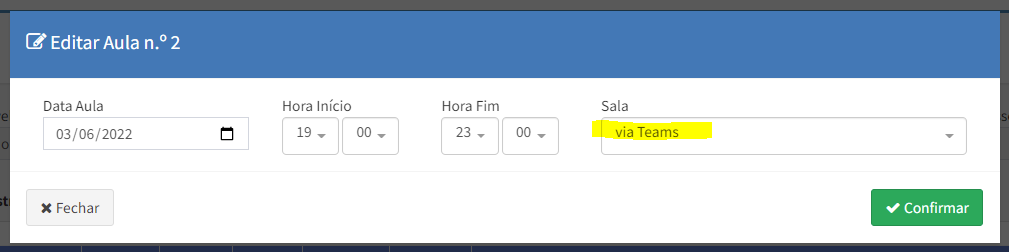 Editar Aula n.º 2
Data Aula
Hora Início
Hora Fim
Sala
03/06/2022
19
00
23
00
via Teams
Fechar
Confirmar